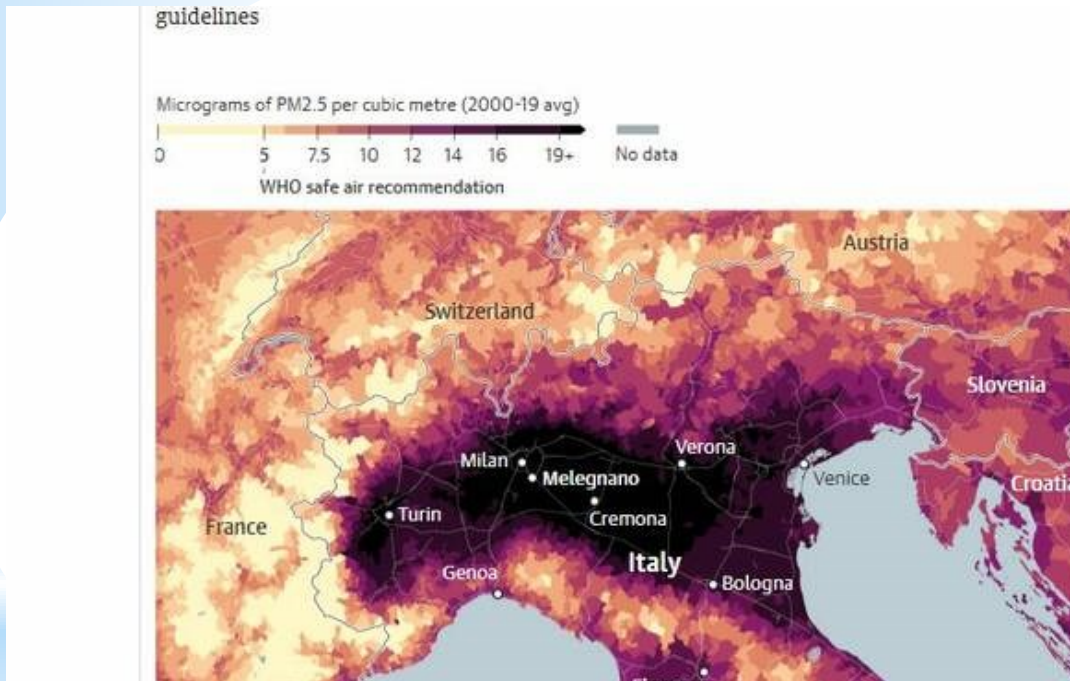 guidelines
Micrograms of PM2.5 per cubic metre (2000-19 avg)
0 5 7.5 10 12 14 16 19+ No data
WHO safe air recommendation
Austria
Switzerland
Slovenia
Verona
Milan
Melegnano
Venice
Croatia
Turin
Cremona
France
Italy
Genoa
Bologna